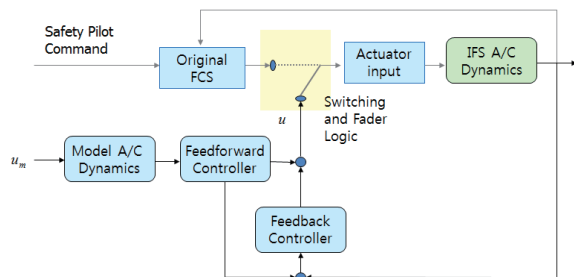 Safety Pilot
Command
Original
FCS
Actuator
input
IFS A/C
Dynamics
Switching
and Fader
Logic
u
u_m
Model A/C
Dynamics
Feedforward
Controller
Feedback
Controller